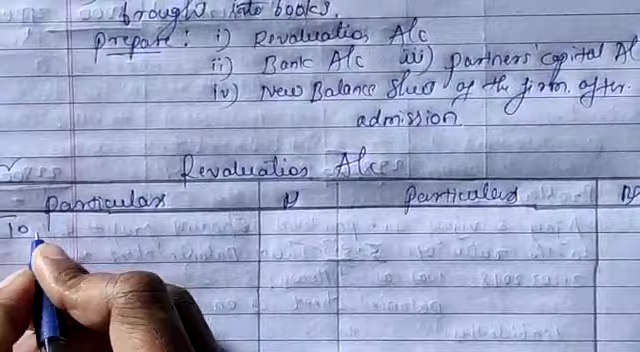 brought into books.
Prepare: i) Revaluation A/c
ii) Bank A/c iii) partners' capital A/
iv) New Balance Sheet of the firm after
admission
Revaluation A/c
Particulars ₹ Particulars ₹
To